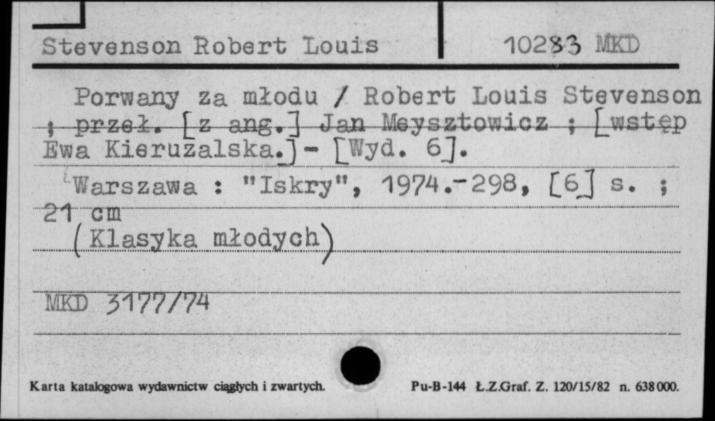 Stevenson Robert Louis 10283 MKD
Porwany za młodu / Robert Louis Stevenson
; przeł. [z ang.] Jan Meysztowicz ; [wstęp
Ewa Kieruzalska.]- [Wyd. 6].
Warszawa : "Iskry", 1974.-298, [6] s. ;
21 cm
(Klasyka młodych)
MKD 3177/74
Karta katalogowa wydawnictw ciągłych i zwartych. Pu-B-144 Ł.Z.Graf. Z. 120/15/82 n. 638000.